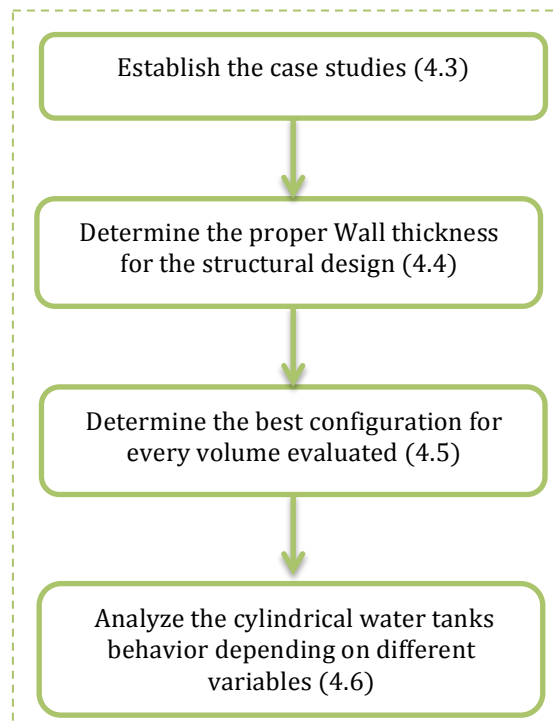 Establish the case studies (4.3)
Determine the proper Wall thickness
for the structural design (4.4)
Determine the best configuration for
every volume evaluated (4.5)
Analyze the cylindrical water tanks
behavior depending on different
variables (4.6)